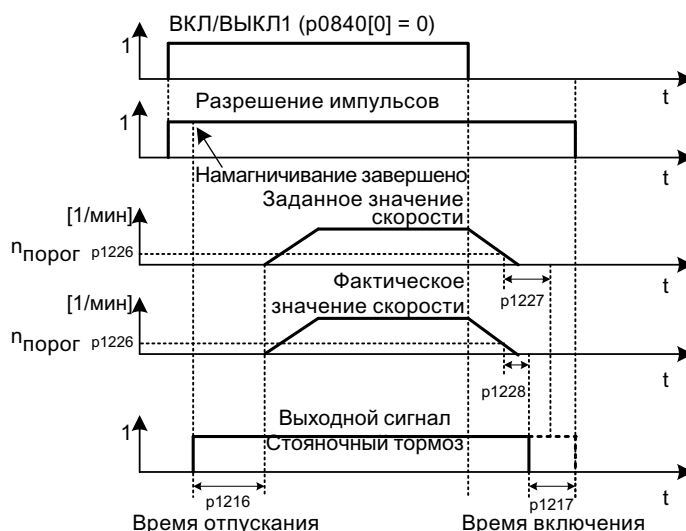 ВКЛ/ВЫКЛ1 (p0840[0] = 0)
1
t
Разрешение импульсов
1
t
Намагничивание завершено
[1/мин]
Заданное значение
скорости
nпорог p1226
p1227
t
[1/мин]
Фактическое
значение скорости
nпорог p1226
p1228
t
1
Выходной сигнал
Стояночный тормоз
t
p1216
p1217
Время отпускания
Время включения